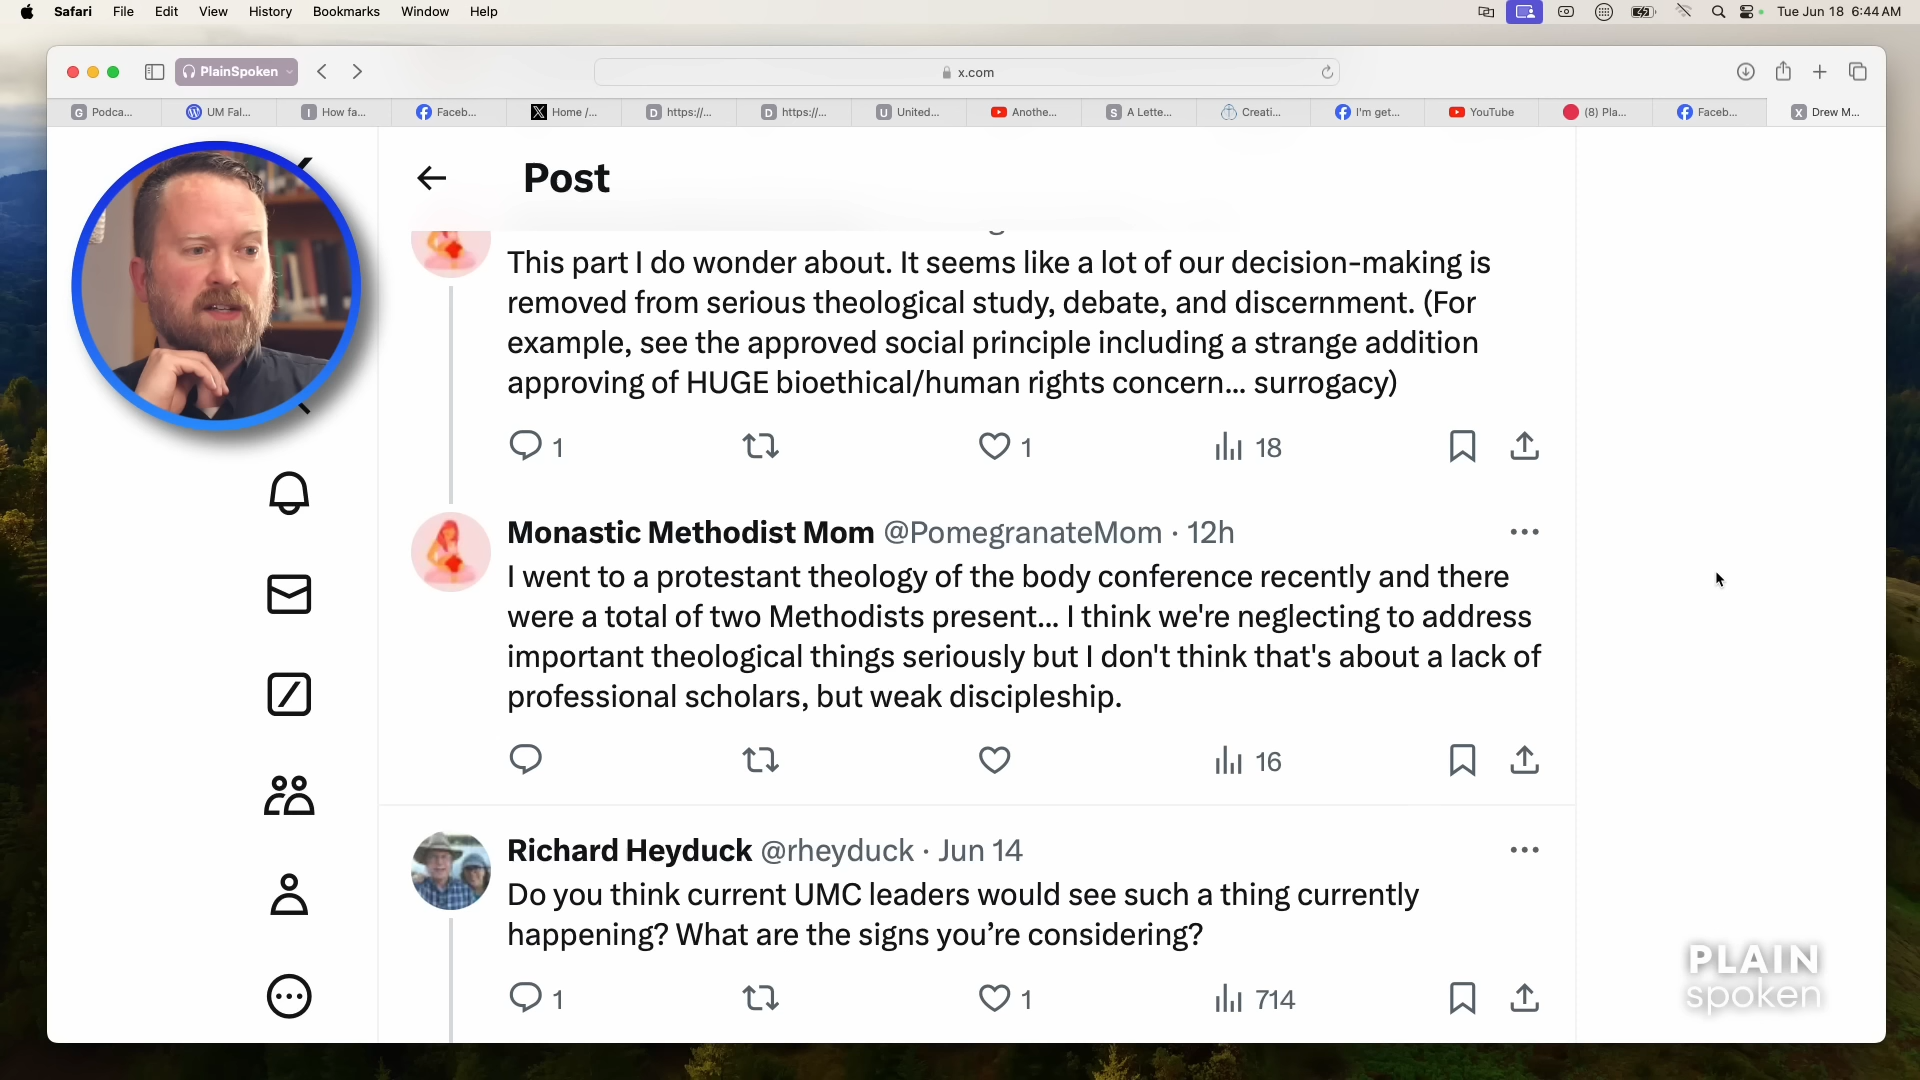 Safari File Edit View History Bookmarks Window Help
Tue Jun 18 6:44 AM
PlainSpoken
x.com
Podca...
UM Fal...
How fa...
Faceb...
Home /...
https://...
https://...
United...
Anothe...
A Lette...
Creati...
I'm get...
YouTube
(8) Pla...
Faceb...
Drew M...
Post
This part I do wonder about. It seems like a lot of our decision-making is
removed from serious theological study, debate, and discernment. (For
example, see the approved social principle including a strange addition
approving of HUGE bioethical/human rights concern... surrogacy)
1 1 18
Monastic Methodist Mom @PomegranateMom · 12h
I went to a protestant theology of the body conference recently and there
were a total of two Methodists present... I think we're neglecting to address
important theological things seriously but I don't think that's about a lack of
professional scholars, but weak discipleship.
16
Richard Heyduck @rheyduck · Jun 14
Do you think current UMC leaders would see such a thing currently
happening? What are the signs you’re considering?
1 1 714
PLAIN
spoken